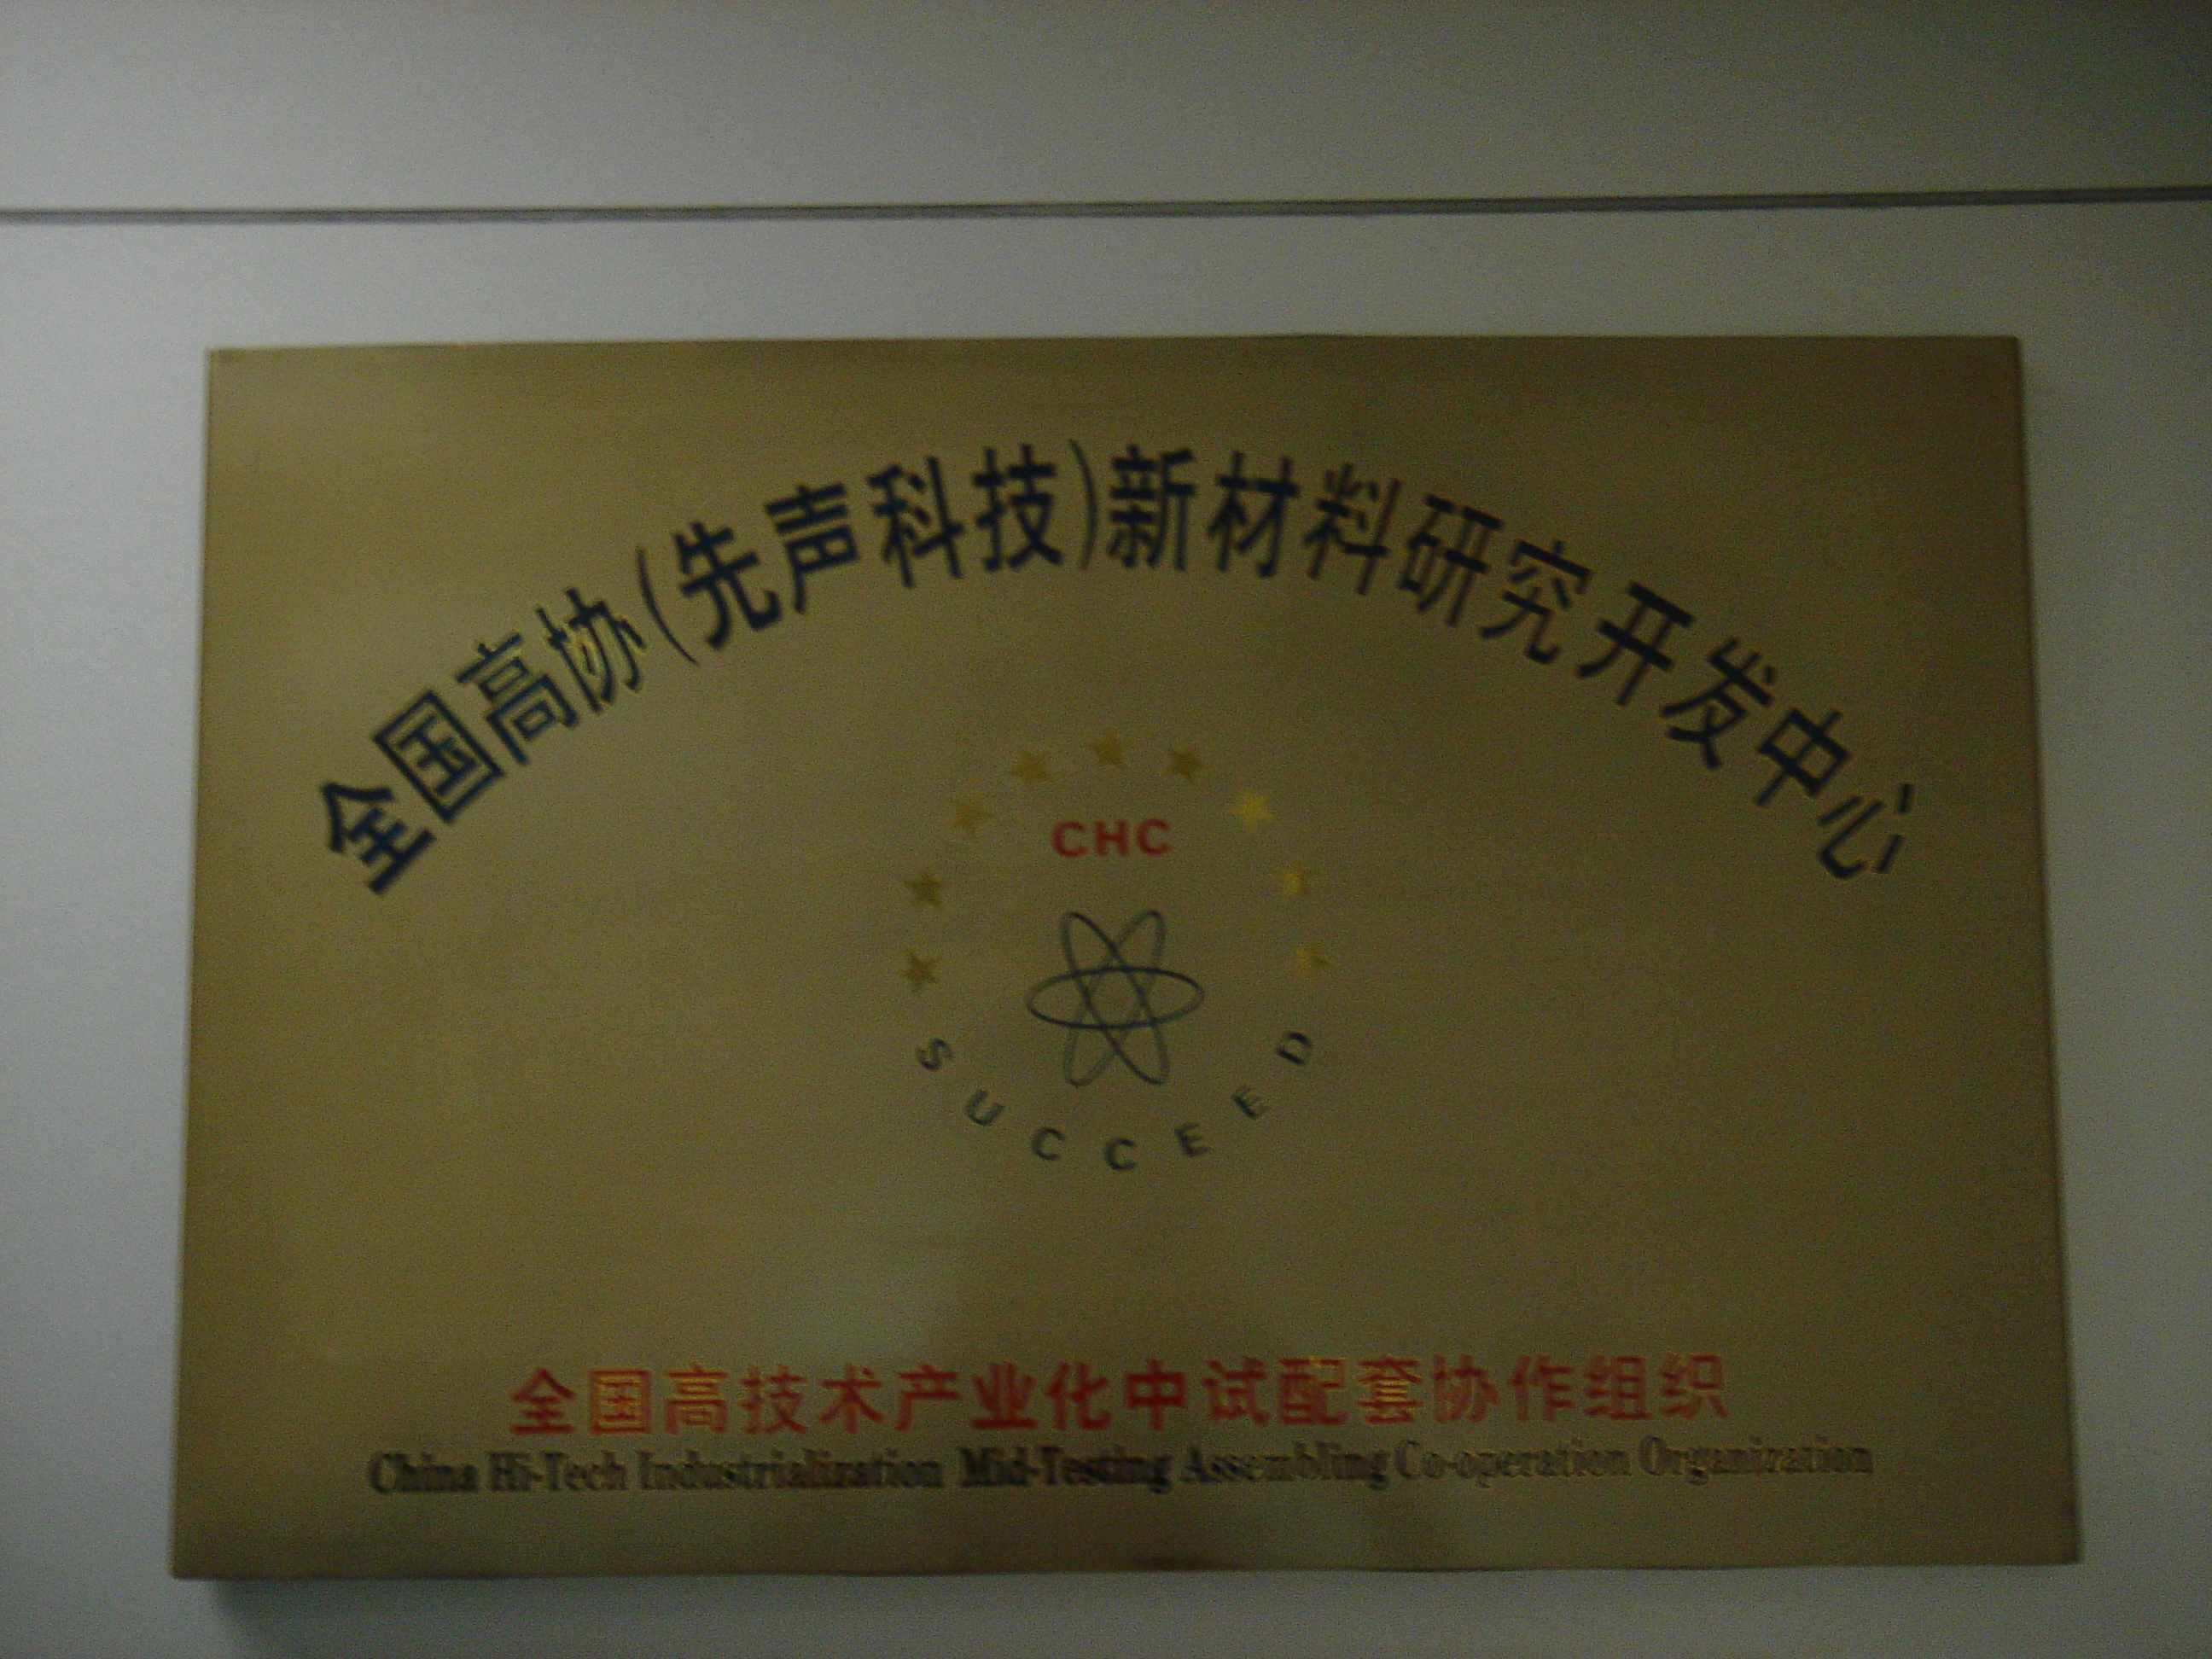 全国高协(先声科技)新材料研究开发中心
CHC
SUCCEED
全国高技术产业化中试配套协作组织
China Hi-Tech Industrialization Mid-Testing Assembling Co-operation Organization